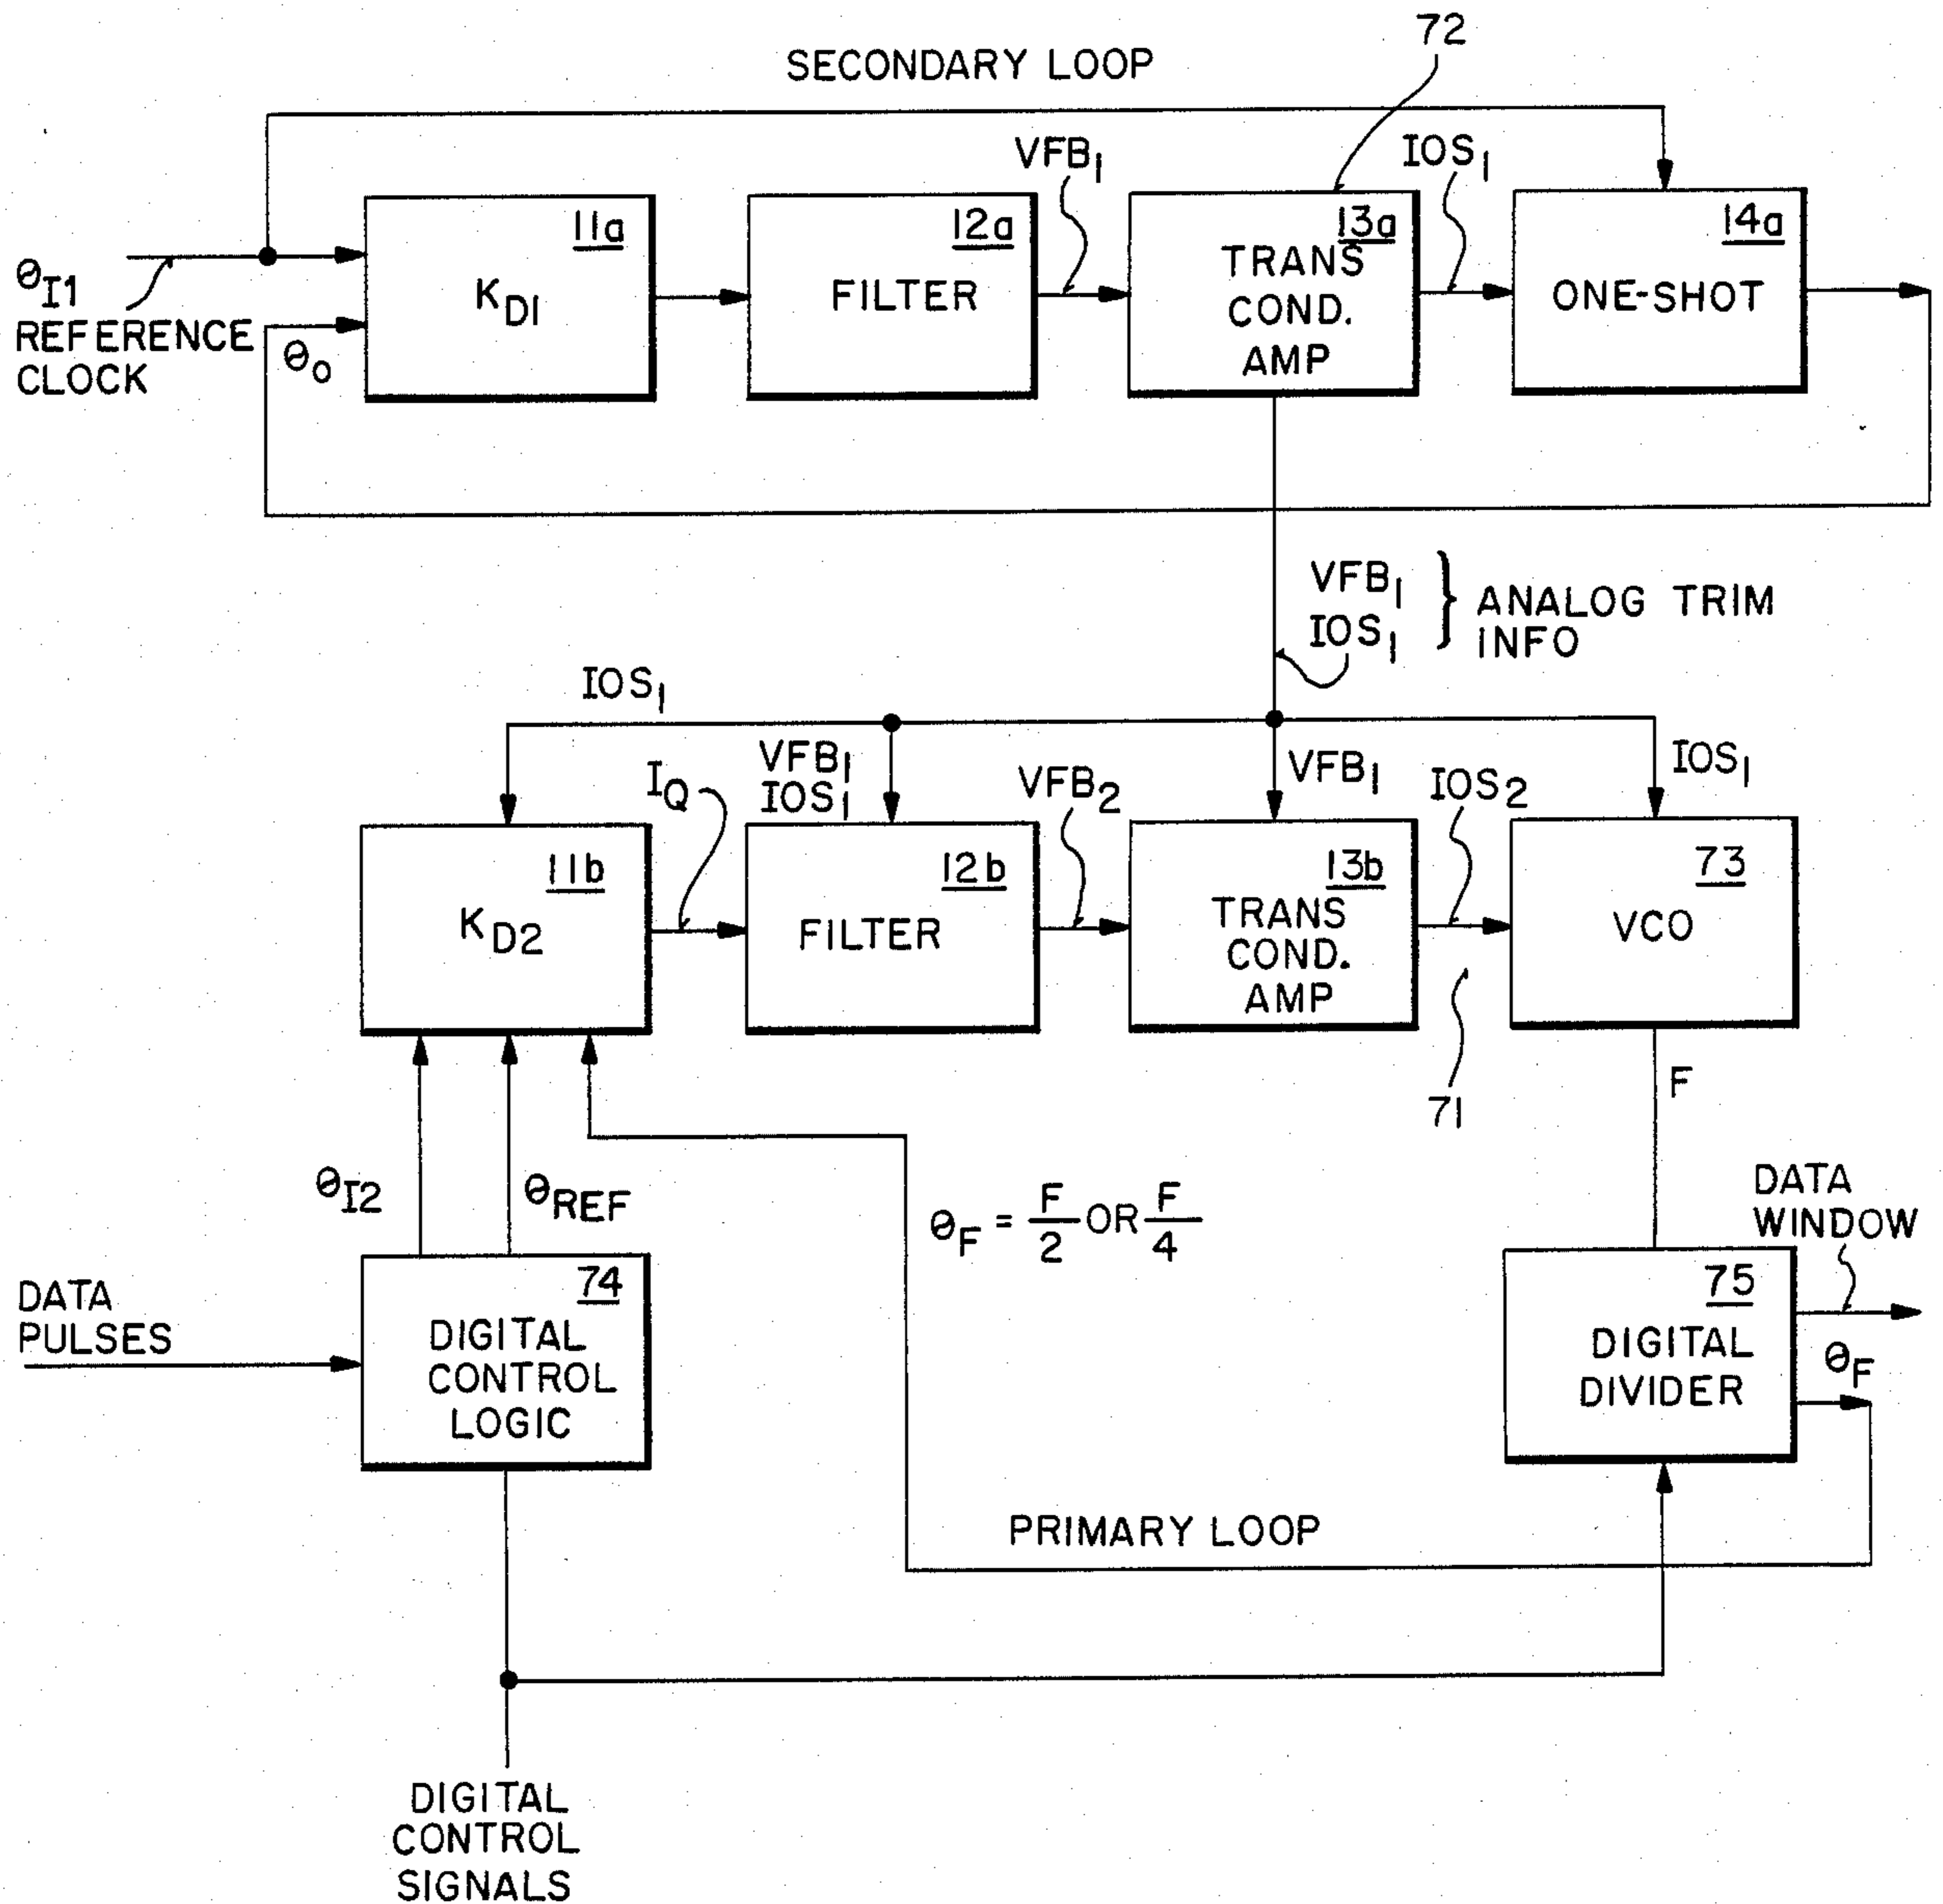 72
SECONDARY LOOP
VFB1
IOS1
11a
12a
13a
14a
θI1
REFERENCE
CLOCK
θo
KD1
FILTER
TRANS
COND.
AMP
ONE-SHOT
VFB1
IOS1
} ANALOG TRIM
INFO
IOS1
VFB1
IOS1
VFB1
IOS1
IQ
VFB2
IOS2
11b
12b
13b
73
KD2
FILTER
TRANS
COND.
AMP
VCO
71
F
θI2
θREF
θF = F/2 OR F/4
DATA
WINDOW
DATA
PULSES
74
DIGITAL
CONTROL
LOGIC
75
DIGITAL
DIVIDER
θF
PRIMARY LOOP
DIGITAL
CONTROL
SIGNALS